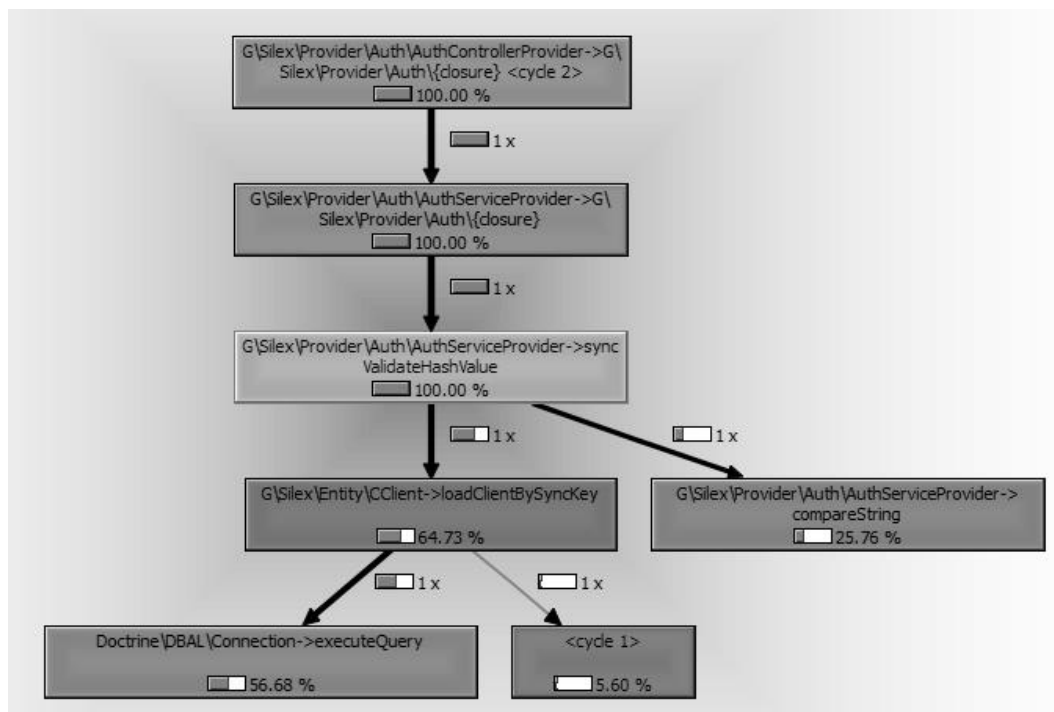 G\Silex\Provider\Auth\AuthControllerProvider->G\
Silex\Provider\Auth\{closure} <cycle 2>
100.00 %
1 x
G\Silex\Provider\Auth\AuthServiceProvider->G\
Silex\Provider\Auth\{closure}
100.00 %
1 x
G\Silex\Provider\Auth\AuthServiceProvider->sync
ValidateHashValue
100.00 %
1 x
1 x
G\Silex\Entity\CClient->loadClientBySyncKey
64.73 %
G\Silex\Provider\Auth\AuthServiceProvider->
compareString
25.76 %
1 x
1 x
Doctrine\DBAL\Connection->executeQuery
56.68 %
<cycle 1>
5.60 %